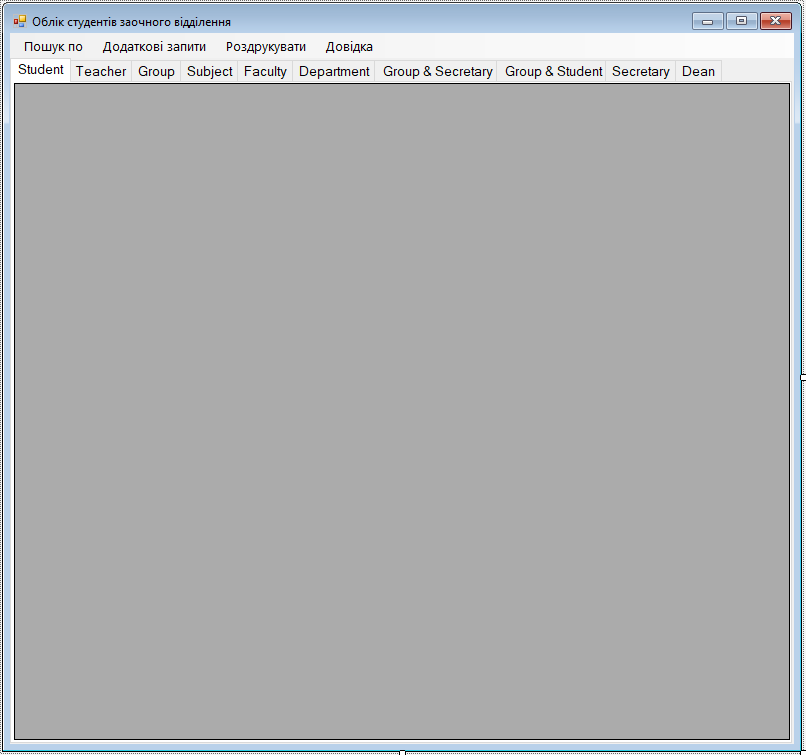 Облік студентів заочного відділення
Пошук по Додаткові запити Роздрукувати Довідка
Student Teacher Group Subject Faculty Department Group & Secretary Group & Student Secretary Dean